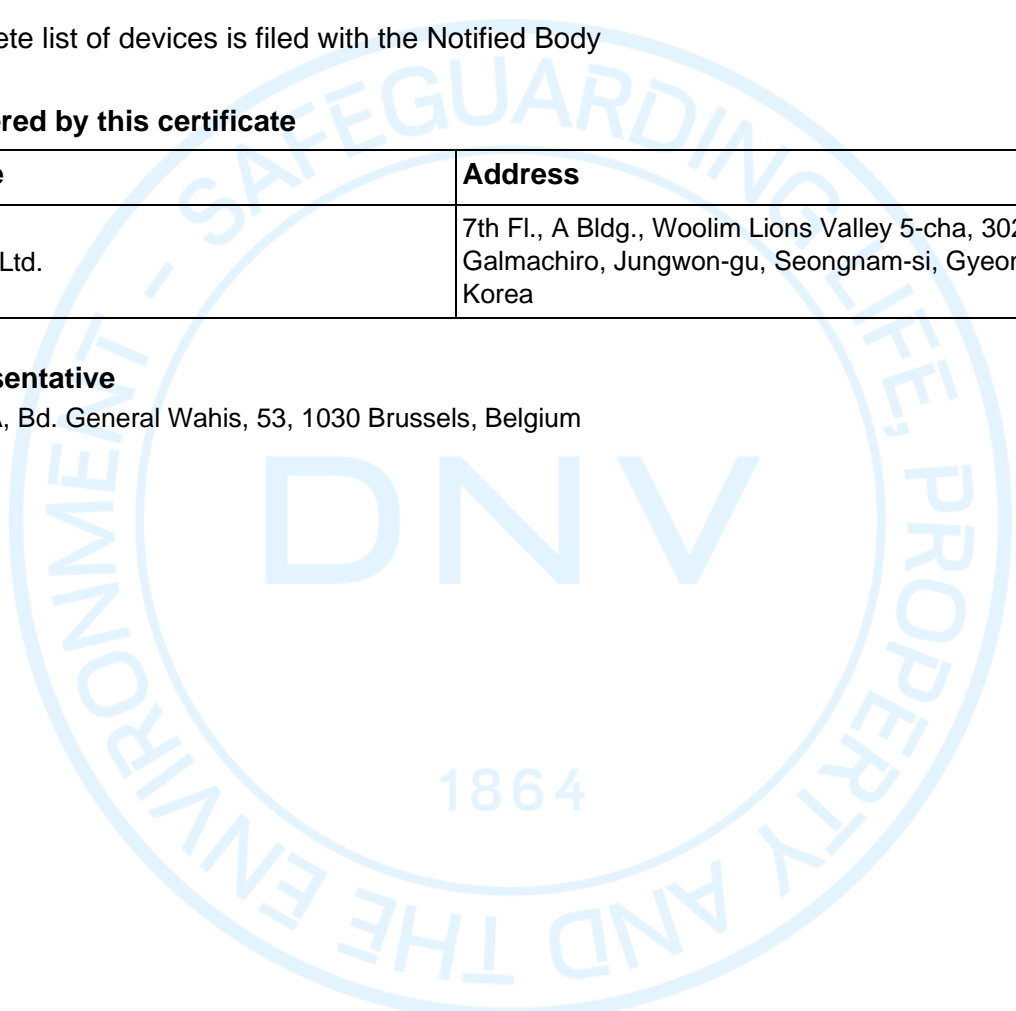 ete list of devices is filed with the Notified Body
red by this certificate
e Address
Ltd.
7th Fl., A Bldg., Woolim Lions Valley 5-cha, 302
Galmachiro, Jungwon-gu, Seongnam-si, Gyeon
Korea
sentative
, Bd. General Wahis, 53, 1030 Brussels, Belgium
SAFEGUARDING LIFE, PROPERTY AND THE ENVIRONMENT -
DNV
1864